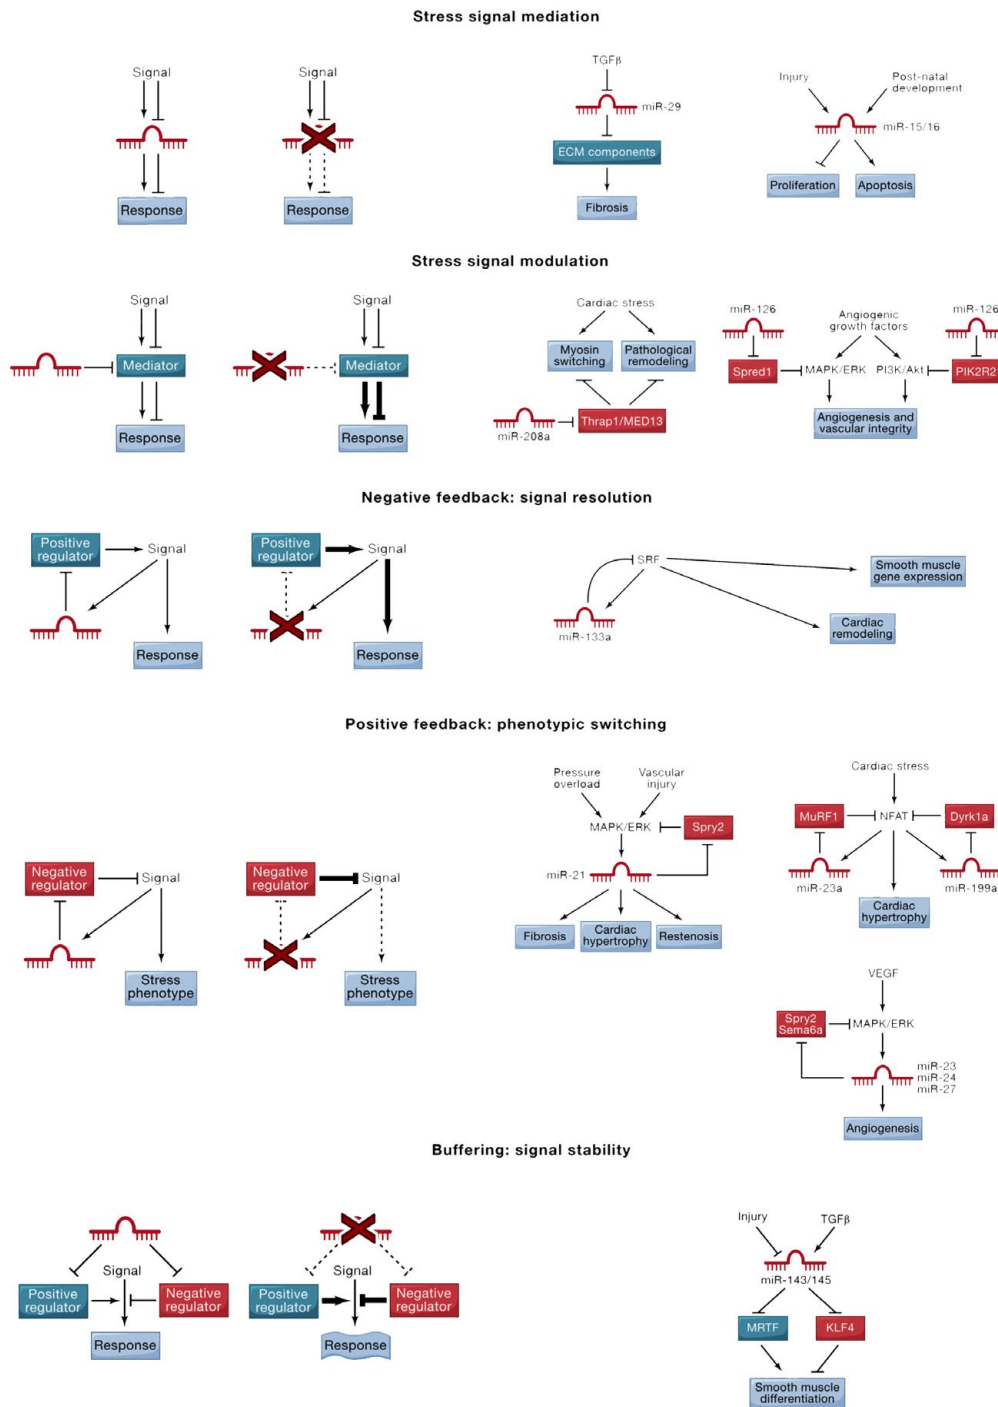 Stress signal mediation
Signal
Response
Signal
Response
TGFβ
miR-29
ECM components
Fibrosis
Injury
Post-natal
development
miR-15/16
Proliferation
Apoptosis
Stress signal modulation
Signal
Mediator
Response
Signal
Mediator
Response
Cardiac stress
Myosin
switching
Pathological
remodeling
Thrap1/MED13
miR-208a
miR-126
Angiogenic
growth factors
miR-126
Spred1
MAPK/ERK
PI3K/Akt
PIK2R2
Angiogenesis and
vascular integrity
Negative feedback: signal resolution
Positive
regulator
Signal
Response
Positive
regulator
Signal
Response
SRF
miR-133a
Smooth muscle
gene expression
Cardiac
remodeling
Positive feedback: phenotypic switching
Negative
regulator
Signal
Stress
phenotype
Negative
regulator
Signal
Stress
phenotype
Pressure
overload
Vascular
injury
MAPK/ERK
Spry2
miR-21
Fibrosis
Cardiac
hypertrophy
Restenosis
Cardiac stress
MuRF1
NFAT
Dyrk1a
miR-23a
miR-199a
Cardiac
hypertrophy
VEGF
Spry2
Sema6a
MAPK/ERK
miR-23
miR-24
miR-27
Angiogenesis
Buffering: signal stability
Signal
Positive
regulator
Negative
regulator
Response
Signal
Positive
regulator
Negative
regulator
Response
Injury
TGFβ
miR-143/145
MRTF
KLF4
Smooth muscle
differentiation